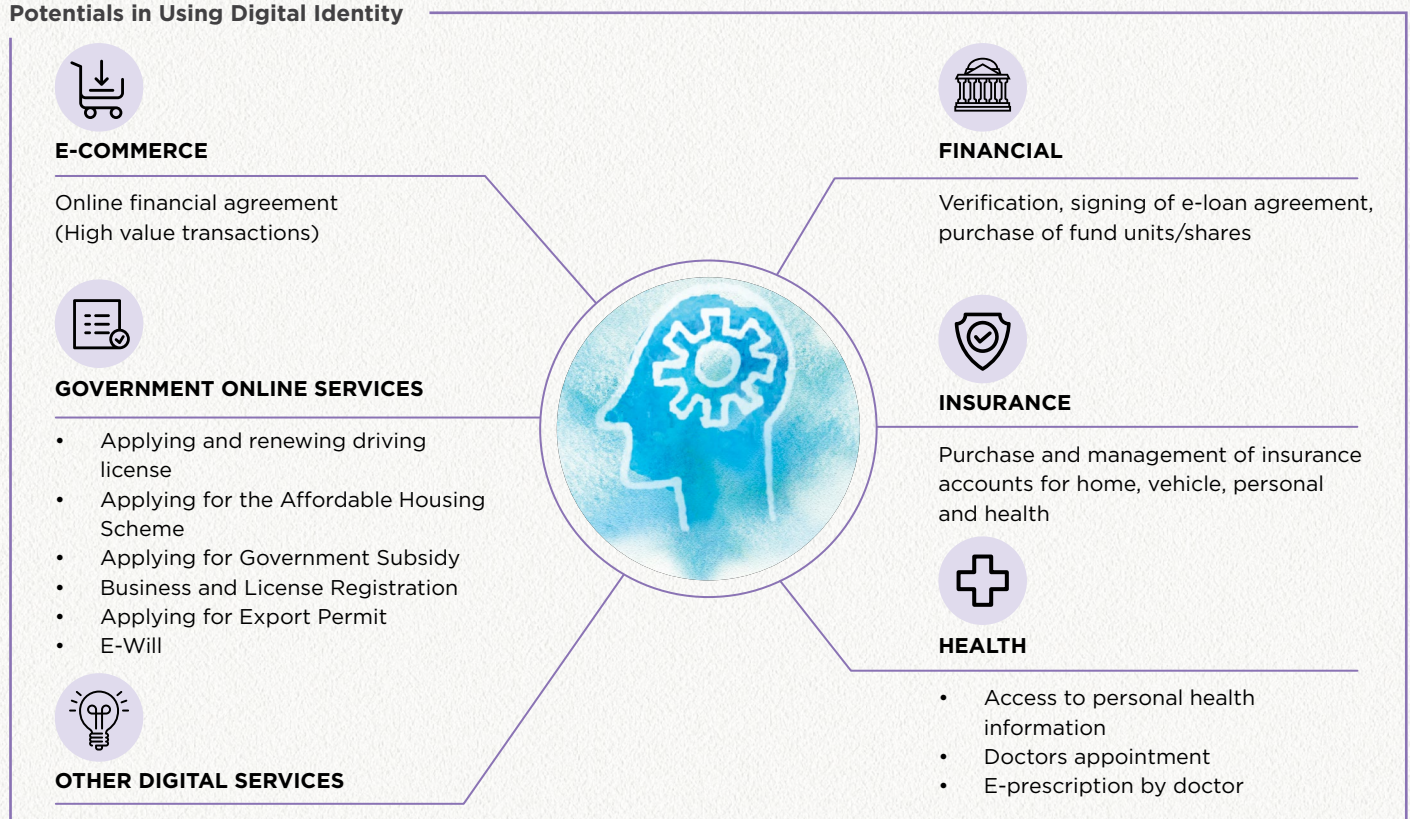 Potentials in Using Digital Identity
E-COMMERCE
Online financial agreement
(High value transactions)
GOVERNMENT ONLINE SERVICES
• Applying and renewing driving
license
• Applying for the Affordable Housing
Scheme
• Applying for Government Subsidy
• Business and License Registration
• Applying for Export Permit
• E-Will
OTHER DIGITAL SERVICES
FINANCIAL
Verification, signing of e-loan agreement,
purchase of fund units/shares
INSURANCE
Purchase and management of insurance
accounts for home, vehicle, personal
and health
HEALTH
• Access to personal health
information
• Doctors appointment
• E-prescription by doctor